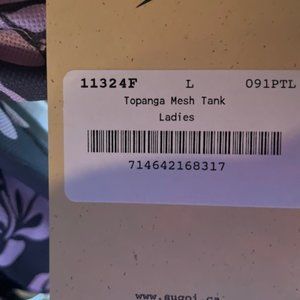 11324F L 091PTL
Topanga Mesh Tank
Ladies
714642168317
www.sugoi.ca